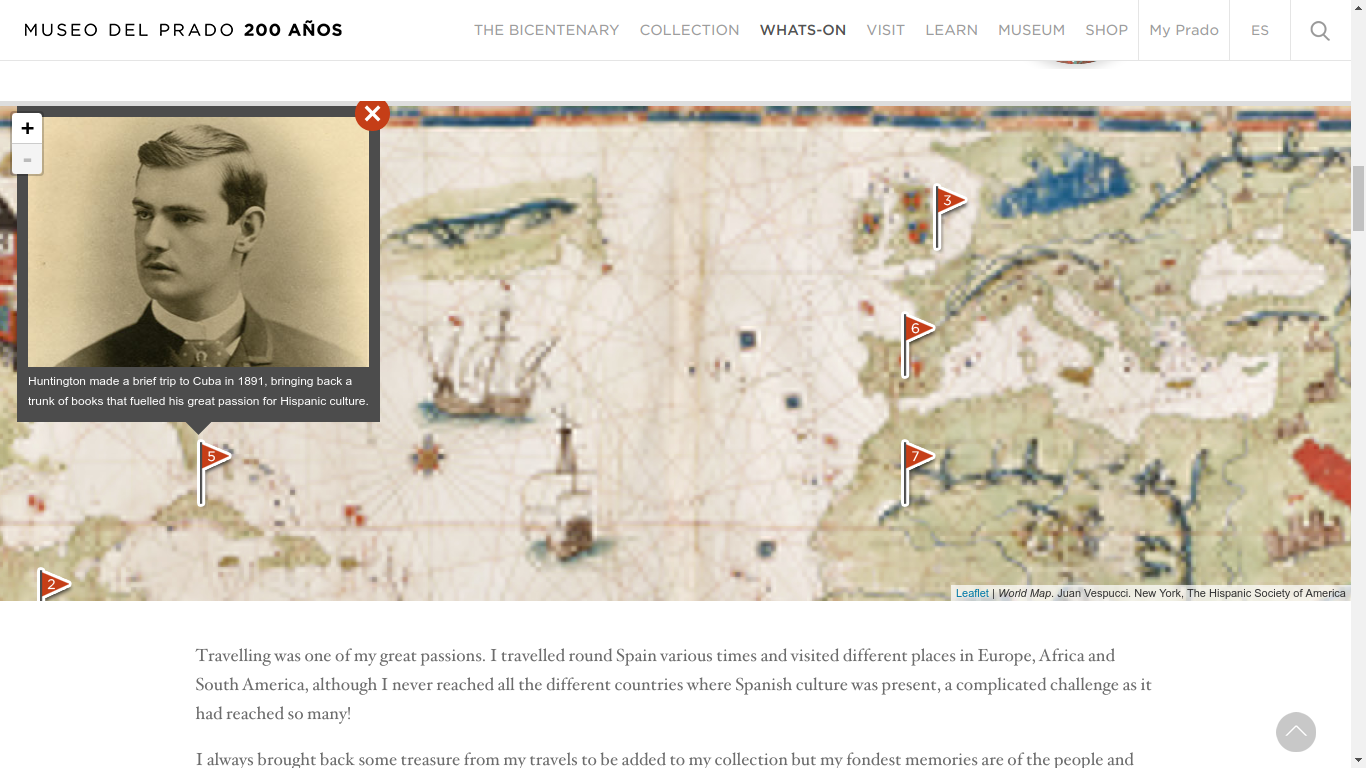 MUSEO DEL PRADO 200 AÑOS
THE BICENTENARY COLLECTION WHATS-ON VISIT LEARN MUSEUM SHOP My Prado ES
+
-
Huntington made a brief trip to Cuba in 1891, bringing back a
trunk of books that fuelled his great passion for Hispanic culture.
3
6
5
7
2
Leaflet | World Map. Juan Vespucci. New York, The Hispanic Society of America
Travelling was one of my great passions. I travelled round Spain various times and visited different places in Europe, Africa and
South America, although I never reached all the different countries where Spanish culture was present, a complicated challenge as it
had reached so many!
I always brought back some treasure from my travels to be added to my collection but my fondest memories are of the people and